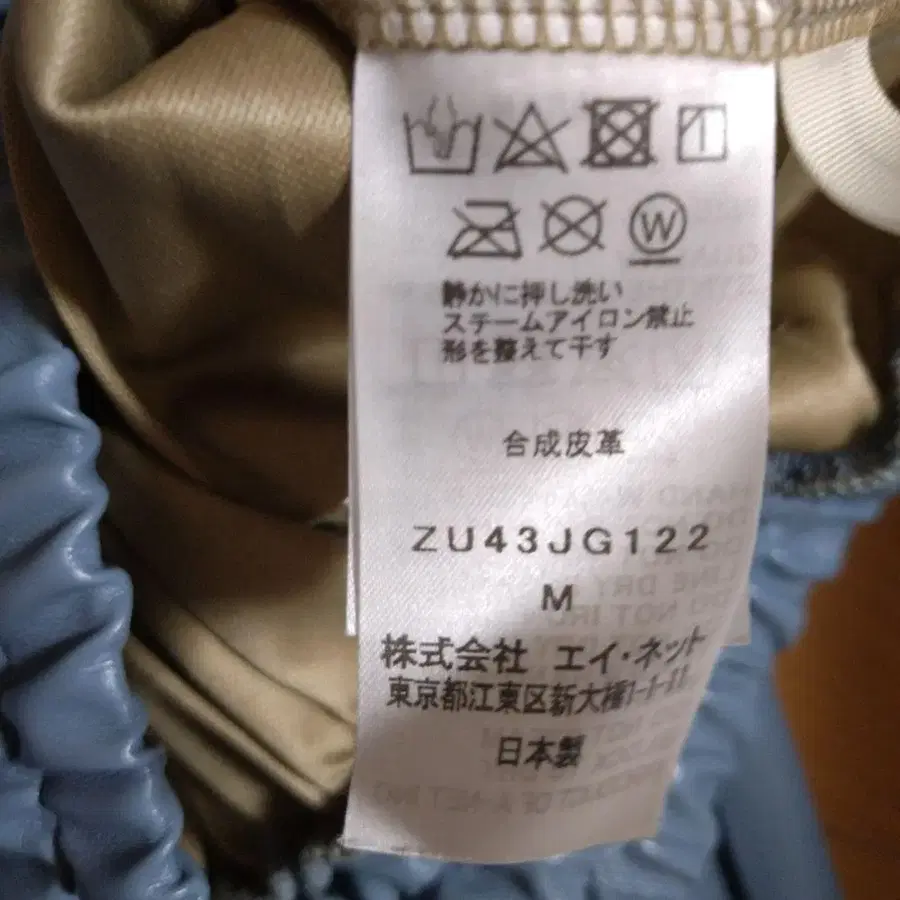 W
静かに押し洗い
スチームアイロン禁止
形を整えて干す
合成皮革
ZU43JG122
M
株式会社 エイ・ネット
東京都江東区新大橋1-1-11
日本製